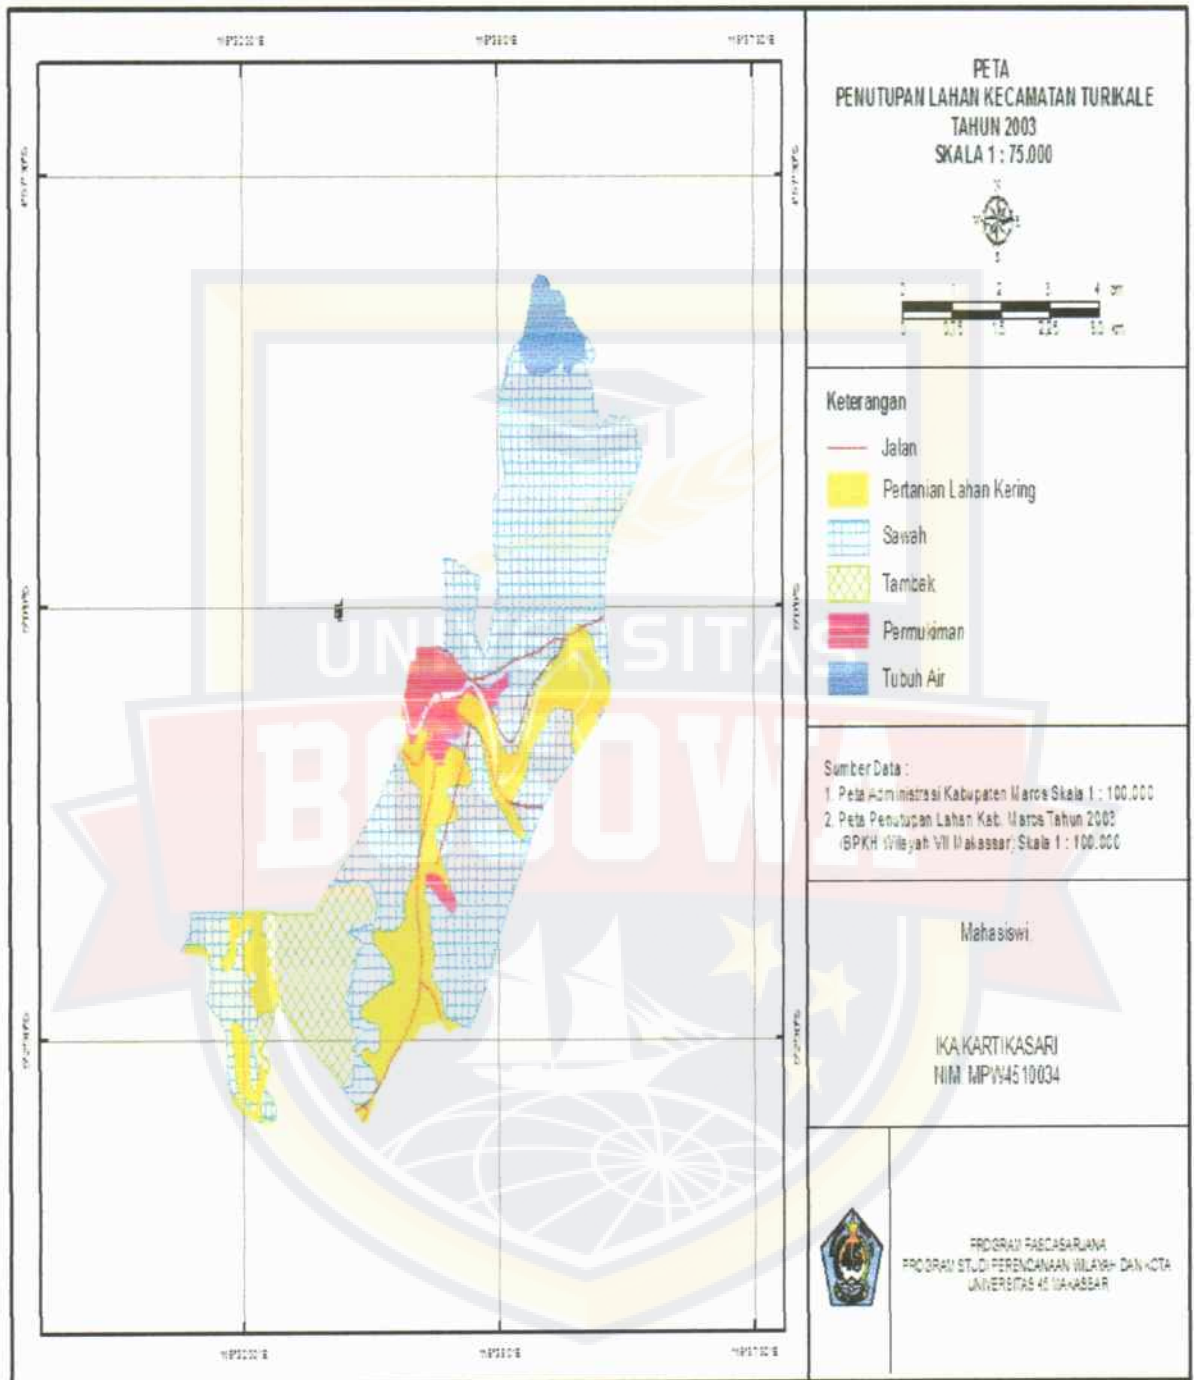 PETA
PENUTUPAN LAHAN KECAMATAN TURIKALE
TAHUN 2003
SKALA 1 : 75.000
Keterangan
Jalan
Pertanian Lahan Kering
Sawah
Tambak
Permukiman
Tubuh Air
Sumber Data :
1. Peta Administrasi Kabupaten Maros Skala 1 : 100.000
2. Peta Penutupan Lahan Kab. Maros Tahun 2003
(BPKH Wilayah VII Makassar) Skala 1 : 100.000
Mahasiswi
IKA KARTIKASARI
NIM. MPW4510034
PROGRAM PASCASARJANA
PROGRAM STUDI PERENCANAAN WILAYAH DAN KOTA
UNIVERSITAS 45 MAKASSAR
UNIVERSITAS
BOSOWA